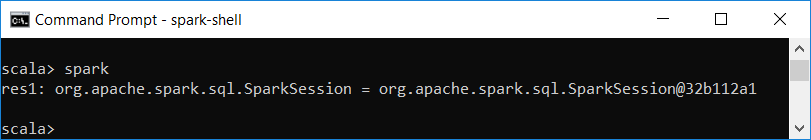 Command Prompt - spark-shell
scala> spark
res1: org.apache.spark.sql.SparkSession = org.apache.spark.sql.SparkSession@32b112a1
scala>